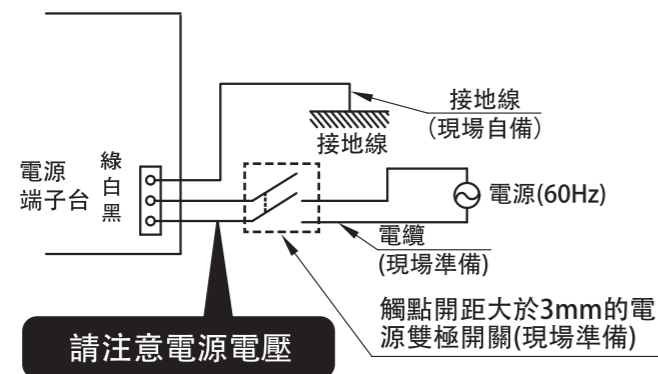 接地線
(現場自備)
接地線
電源
端子台
綠
白
黑
電源(60Hz)
電纜
(現場準備)
觸點開距大於3mm的電
源雙極開關(現場準備)
請注意電源電壓